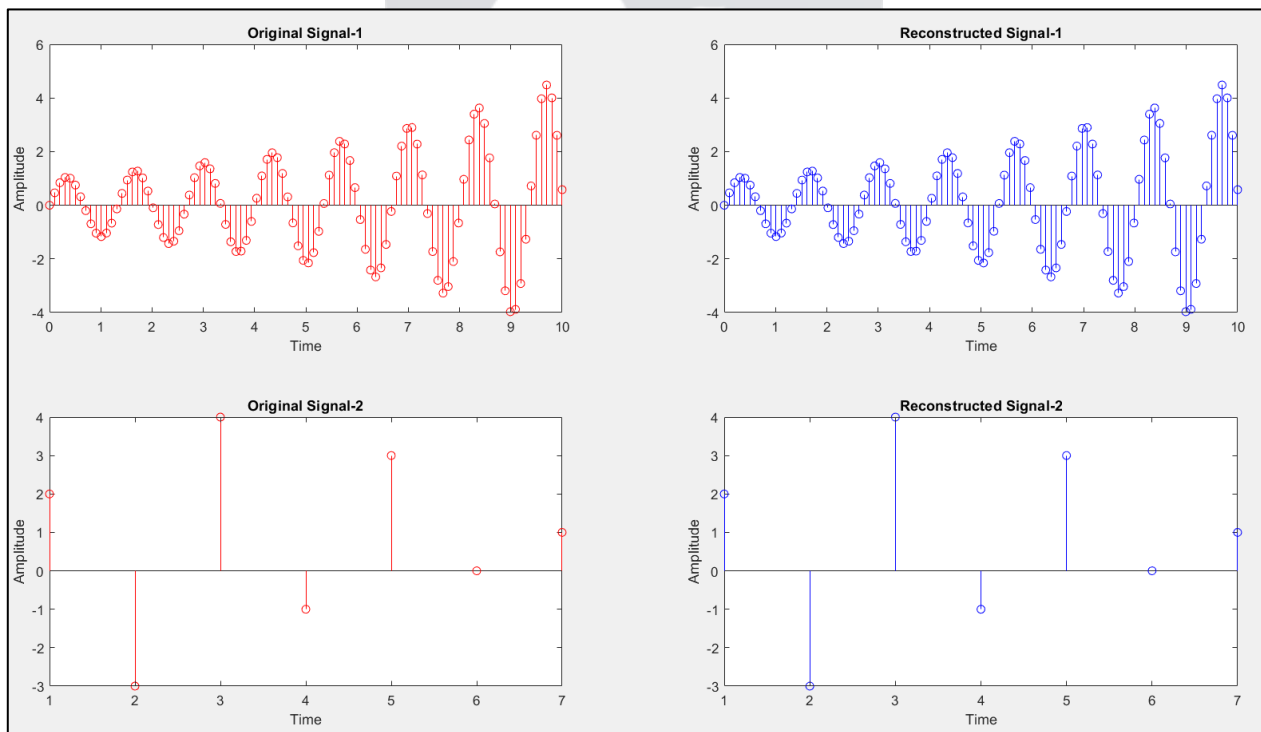 Original Signal-1
6
4
2
0
-2
-4
Amplitude
0 1 2 3 4 5 6 7 8 9 10
Time
Reconstructed Signal-1
6
4
2
0
-2
-4
Amplitude
0 1 2 3 4 5 6 7 8 9 10
Time
Original Signal-2
4
3
2
1
0
-1
-2
-3
Amplitude
1 2 3 4 5 6 7
Time
Reconstructed Signal-2
4
3
2
1
0
-1
-2
-3
Amplitude
1 2 3 4 5 6 7
Time